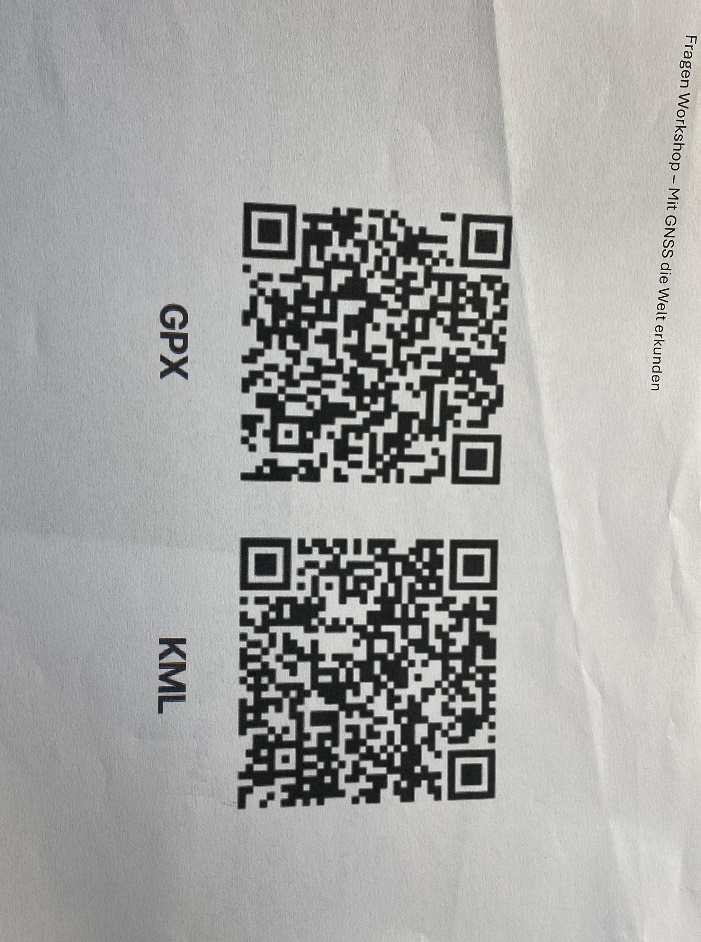 Fragen Workshop – Mit GNSS die Welt erkunden
GPX
KML